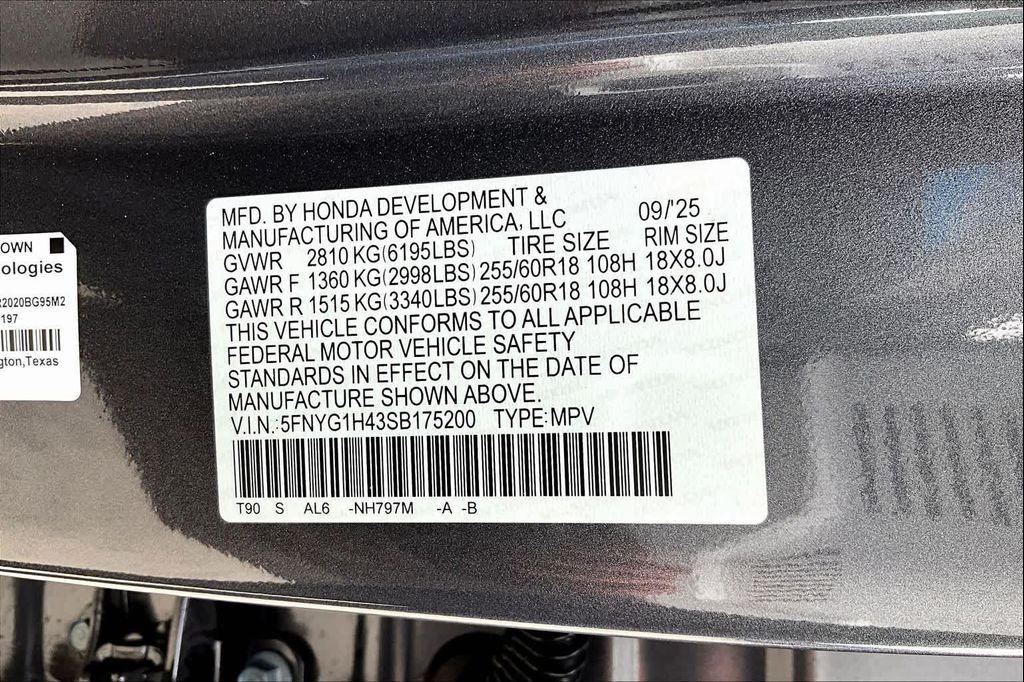 MFD. BY HONDA DEVELOPMENT &
MANUFACTURING OF AMERICA, LLC 09/'25
GVWR 2810 KG(6195LBS) TIRE SIZE RIM SIZE
GAWR F 1360 KG(2998LBS) 255/60R18 108H 18X8.0J
GAWR R 1515 KG(3340LBS) 255/60R18 108H 18X8.0J
THIS VEHICLE CONFORMS TO ALL APPLICABLE
FEDERAL MOTOR VEHICLE SAFETY
STANDARDS IN EFFECT ON THE DATE OF
MANUFACTURE SHOWN ABOVE.
V.I.N.:5FNYG1H43SB175200 TYPE:MPV
T90 S AL6 -NH797M -A -B
OWN
ologies
2020BG95M2
197
gton,Texas